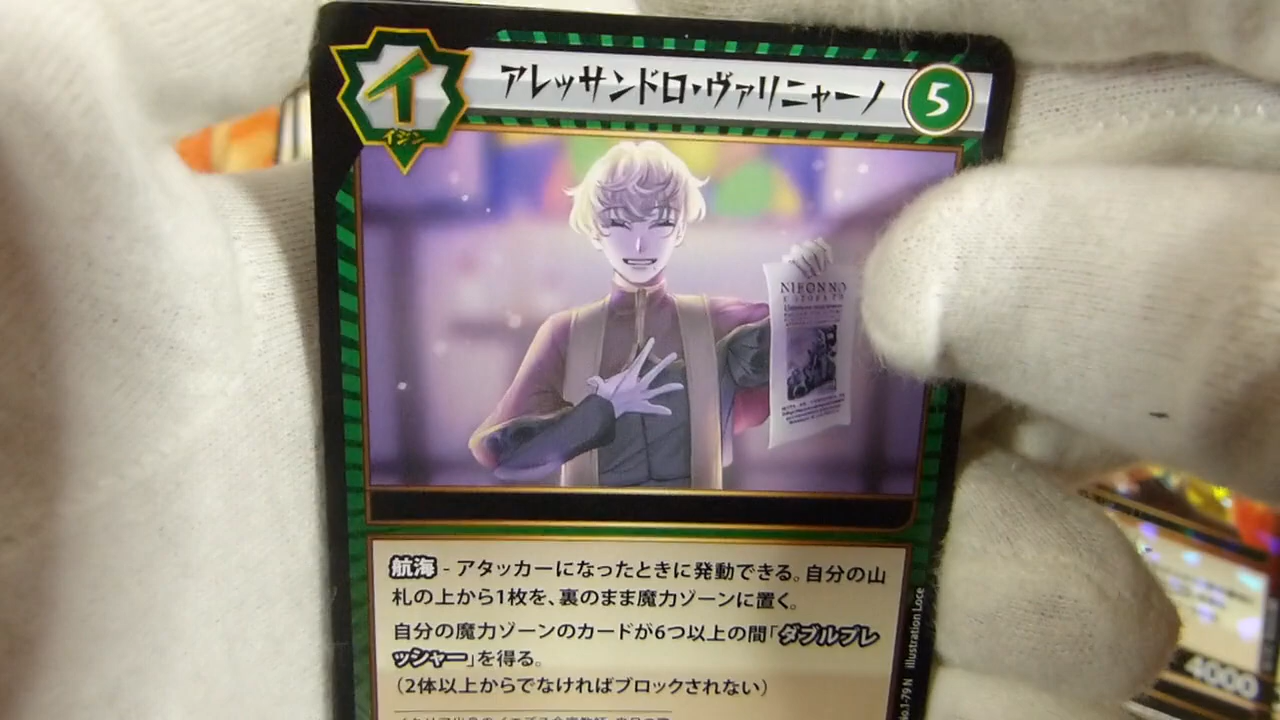 イ
イジン
アレッサンドロ・ヴァリニャーノ
5
NIFONNO
航海 - アタッカーになったときに発動できる。自分の山
札の上から1枚を、裏のまま魔力ゾーンに置く。
自分の魔力ゾーンのカードが6つ以上の間「ダブルプレ
ッシャー」を得る。
（2体以上からでなければブロックされない）
No.1-79 N Illustration Loce
4000